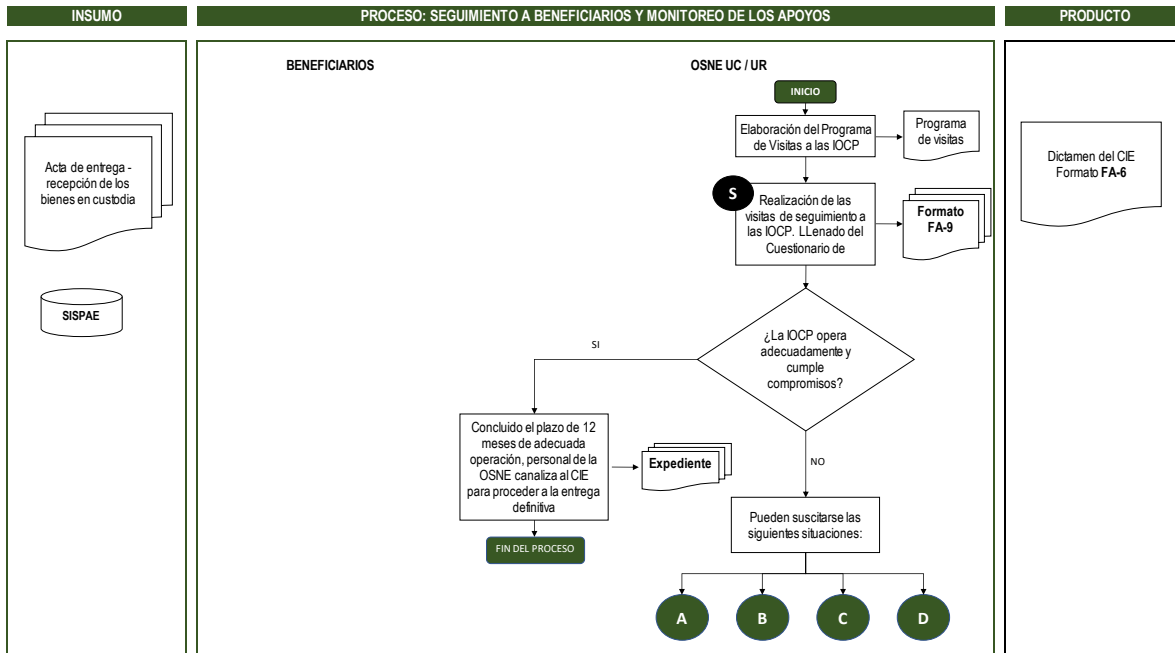 INSUMO
PROCESO: SEGUIMIENTO A BENEFICIARIOS Y MONITOREO DE LOS APOYOS
PRODUCTO
BENEFICIARIOS
OSNE UC / UR
INICIO
Elaboración del Programa
de Visitas a las IOCP
Programa
de visitas
Acta de entrega -
recepción de los
bienes en custodia
Dictamen del CIE
Formato FA-6
S
Realización de las
visitas de seguimiento a
las IOCP. LLenado del
Cuestionario de
Formato
FA-9
SISPAE
¿La IOCP opera
adecuadamente y
cumple
compromisos?
SI
Concluido el plazo de 12
meses de adecuada
operación, personal de la
OSNE canaliza al CIE
para proceder a la entrega
definitiva
Expediente
NO
FIN DEL PROCESO
Pueden suscitarse las
siguientes situaciones:
A
B
C
D